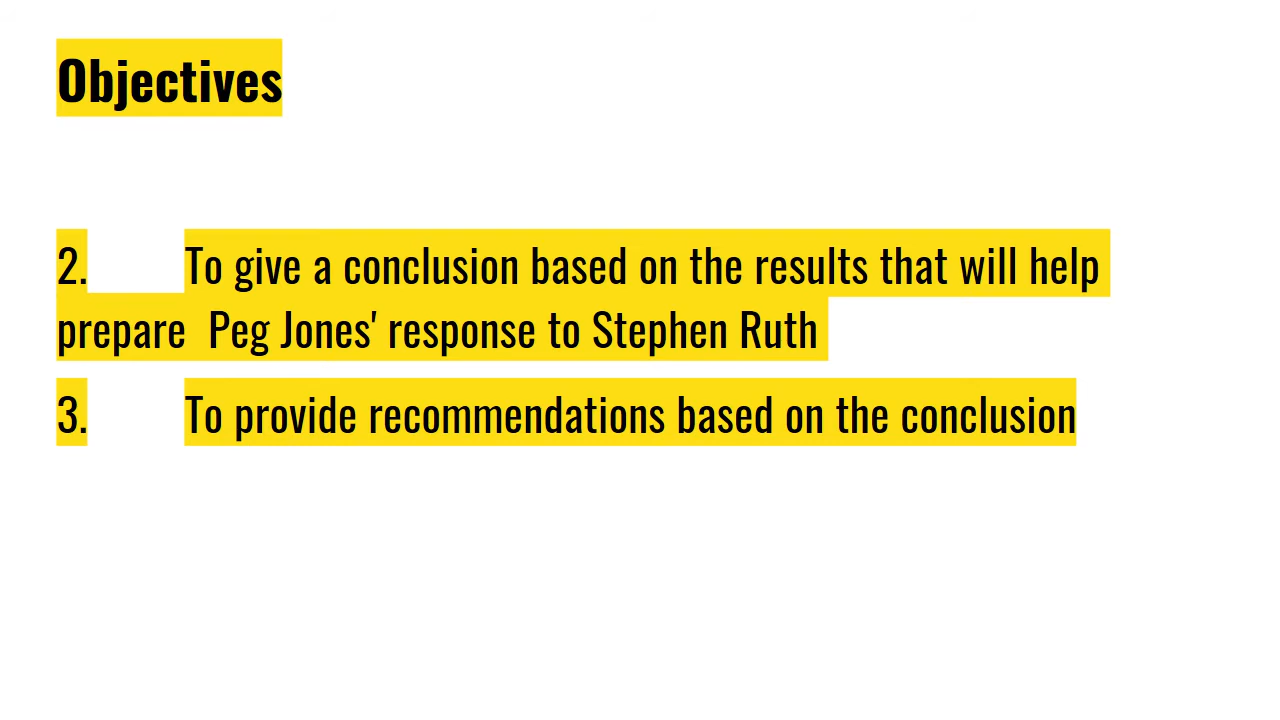 Objectives
2. To give a conclusion based on the results that will help
prepare  Peg Jones' response to Stephen Ruth
3. To provide recommendations based on the conclusion